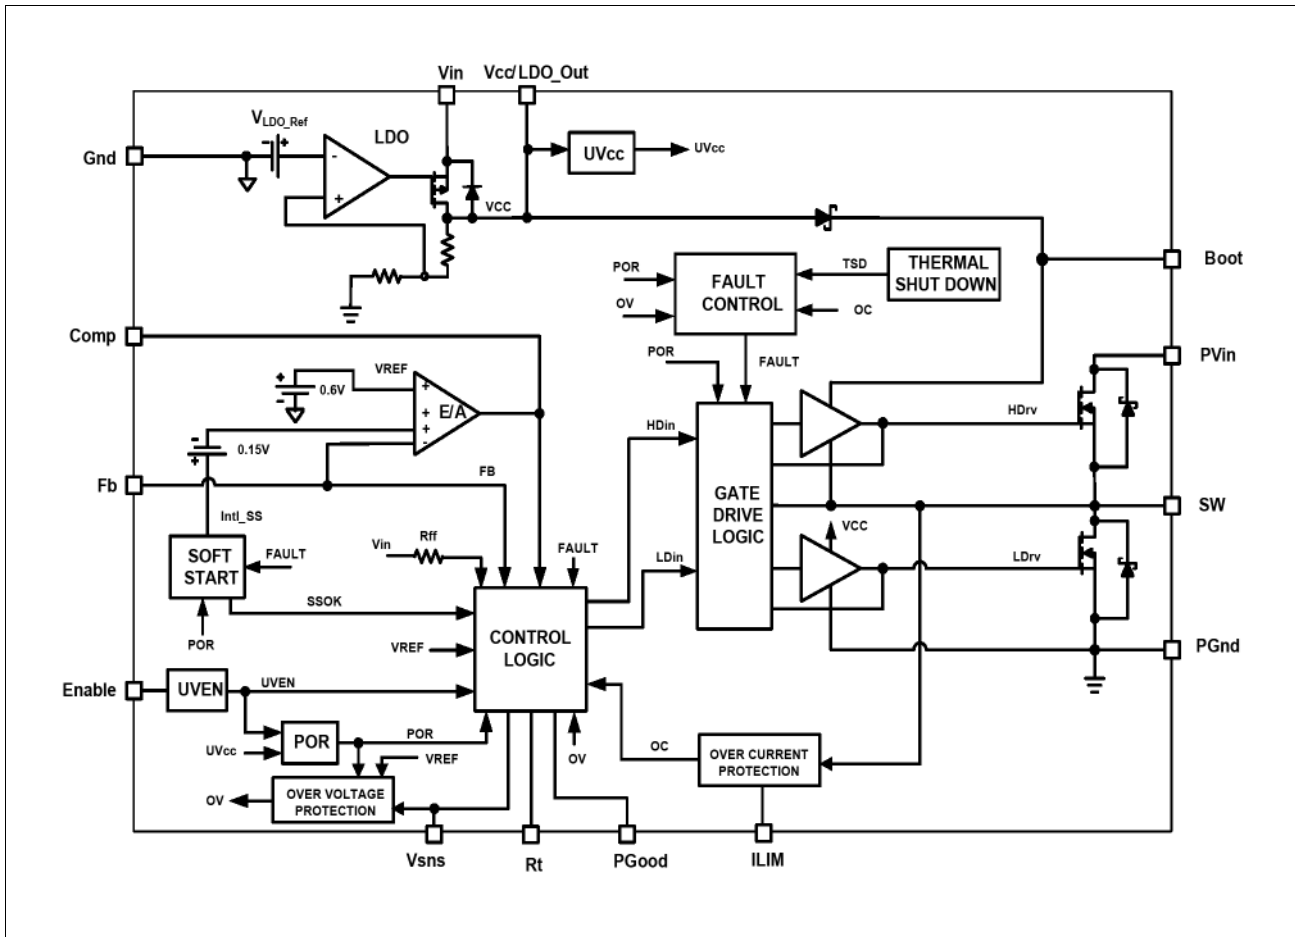 Vin
Vcc/LDO_Out
VLDO_Ref
LDO
Gnd
-
+
-
+
UVcc
UVcc
VCC
Boot
THERMAL
SHUT DOWN
TSD
FAULT
CONTROL
POR
OV
OC
Comp
PVin
POR
FAULT
VREF
+
-
0.6V
+
+
+
-
E/A
HDin
HDrv
-
+
0.15V
FB
Fb
GATE
DRIVE
LOGIC
SW
Intl_SS
VCC
Rff
Vin
SOFT
START
FAULT
FAULT
LDin
LDrv
SSOK
POR
CONTROL
LOGIC
VREF
PGnd
Enable
UVEN
UVEN
POR
POR
UVcc
VREF
OV
OC
OVER CURRENT
PROTECTION
OV
OVER VOLTAGE
PROTECTION
Vsns
Rt
PGood
ILIM